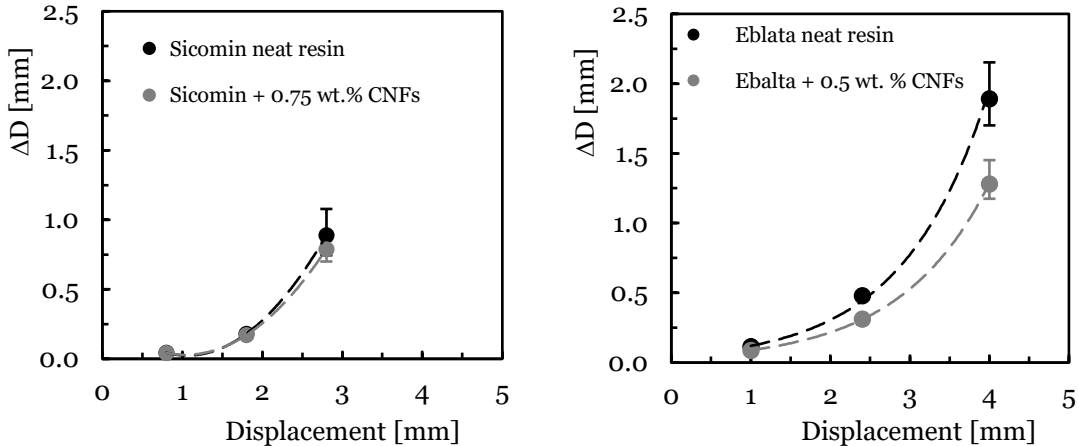 2.5
2.0
1.5
1.0
0.5
0.0
ΔD [mm]
Sicomin neat resin
Sicomin + 0.75 wt.% CNFs
0 1 2 3 4 5
Displacement [mm]
2.5
2.0
1.5
1.0
0.5
0.0
ΔD [mm]
Eblata neat resin
Ebalta + 0.5 wt. % CNFs
0 1 2 3 4 5
Displacement [mm]